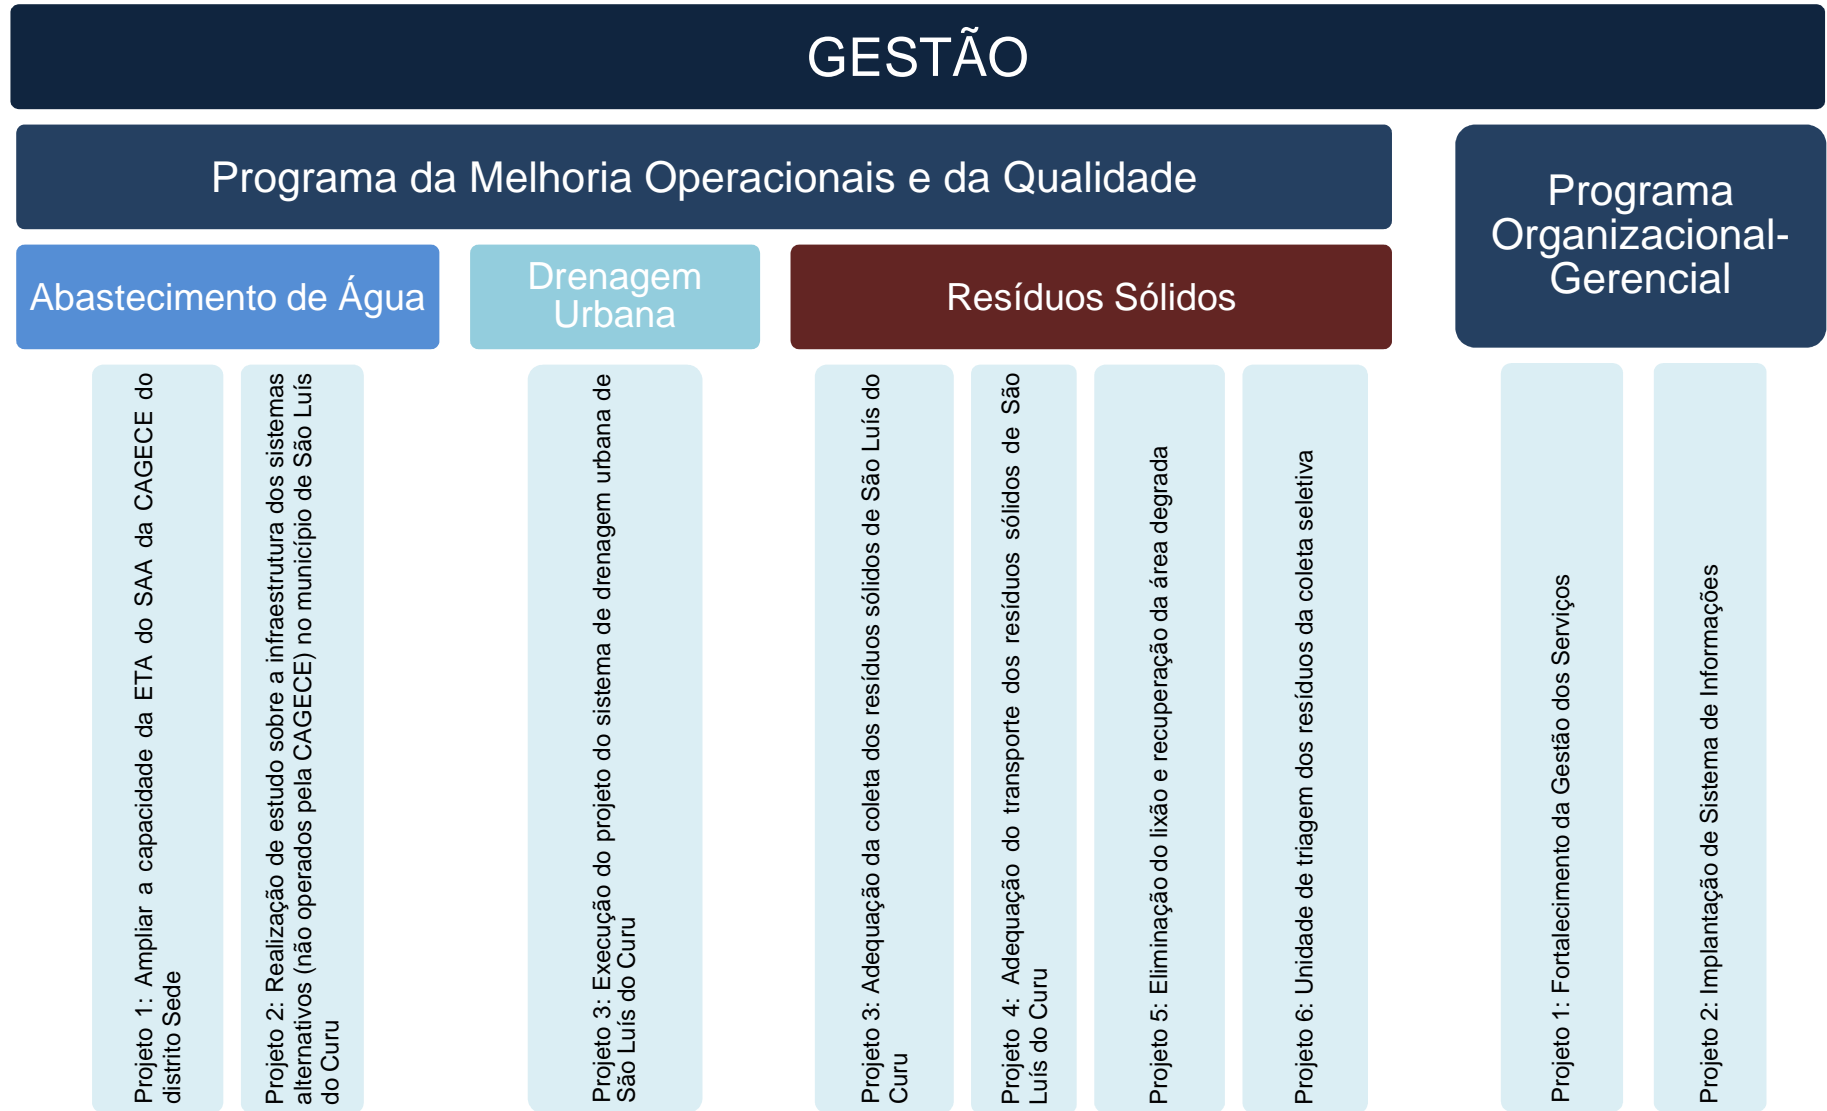 GESTÃO
Programa da Melhoria Operacionais e da Qualidade
Programa
Organizacional-
Gerencial
Abastecimento de Água
Drenagem
Urbana
Resíduos Sólidos
Projeto 1: Ampliar a capacidade da ETA do SAA da CAGECE do
distrito Sede
Projeto 2: Realização de estudo sobre a infraestrutura dos sistemas
alternativos (não operados pela CAGECE) no município de São Luís
do Curu
Projeto 3: Execução do projeto do sistema de drenagem urbana de
São Luís do Curu
Projeto 3: Adequação da coleta dos resíduos sólidos de São Luís do
Curu
Projeto 4: Adequação do transporte dos resíduos sólidos de São
Luís do Curu
Projeto 5: Eliminação do lixão e recuperação da área degrada
Projeto 6: Unidade de triagem dos resíduos da coleta seletiva
Projeto 1: Fortalecimento da Gestão dos Serviços
Projeto 2: Implantação de Sistema de Informações